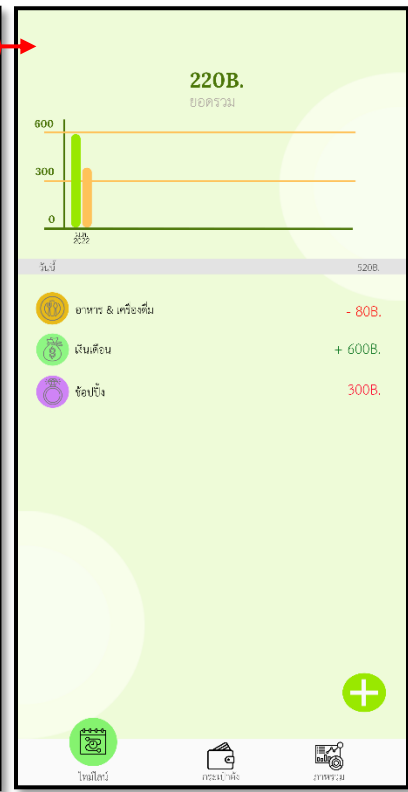 220B.
ยอดรวม
600
300
0
2022
วันนี้ 520B.
อาหาร & เครื่องดื่ม - 80B.
เงินเดือน + 600B.
ช้อปปิ้ง 300B.
ไทม์ไลน์ กระเป๋าตัง ภาพรวม